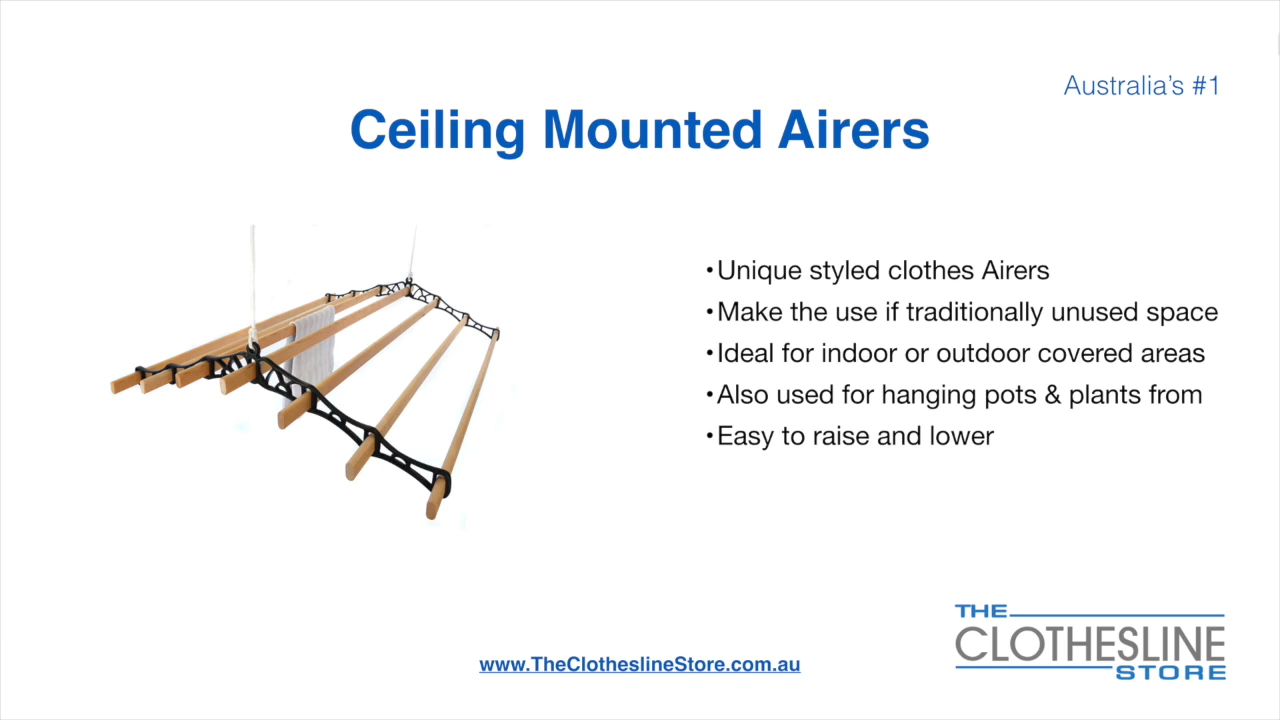 Australia's #1
Ceiling Mounted Airers
•Unique styled clothes Airers
•Make the use if traditionally unused space
•Ideal for indoor or outdoor covered areas
•Also used for hanging pots & plants from
•Easy to raise and lower
THE
CLOTHESLINE
STORE
www.TheClotheslineStore.com.au